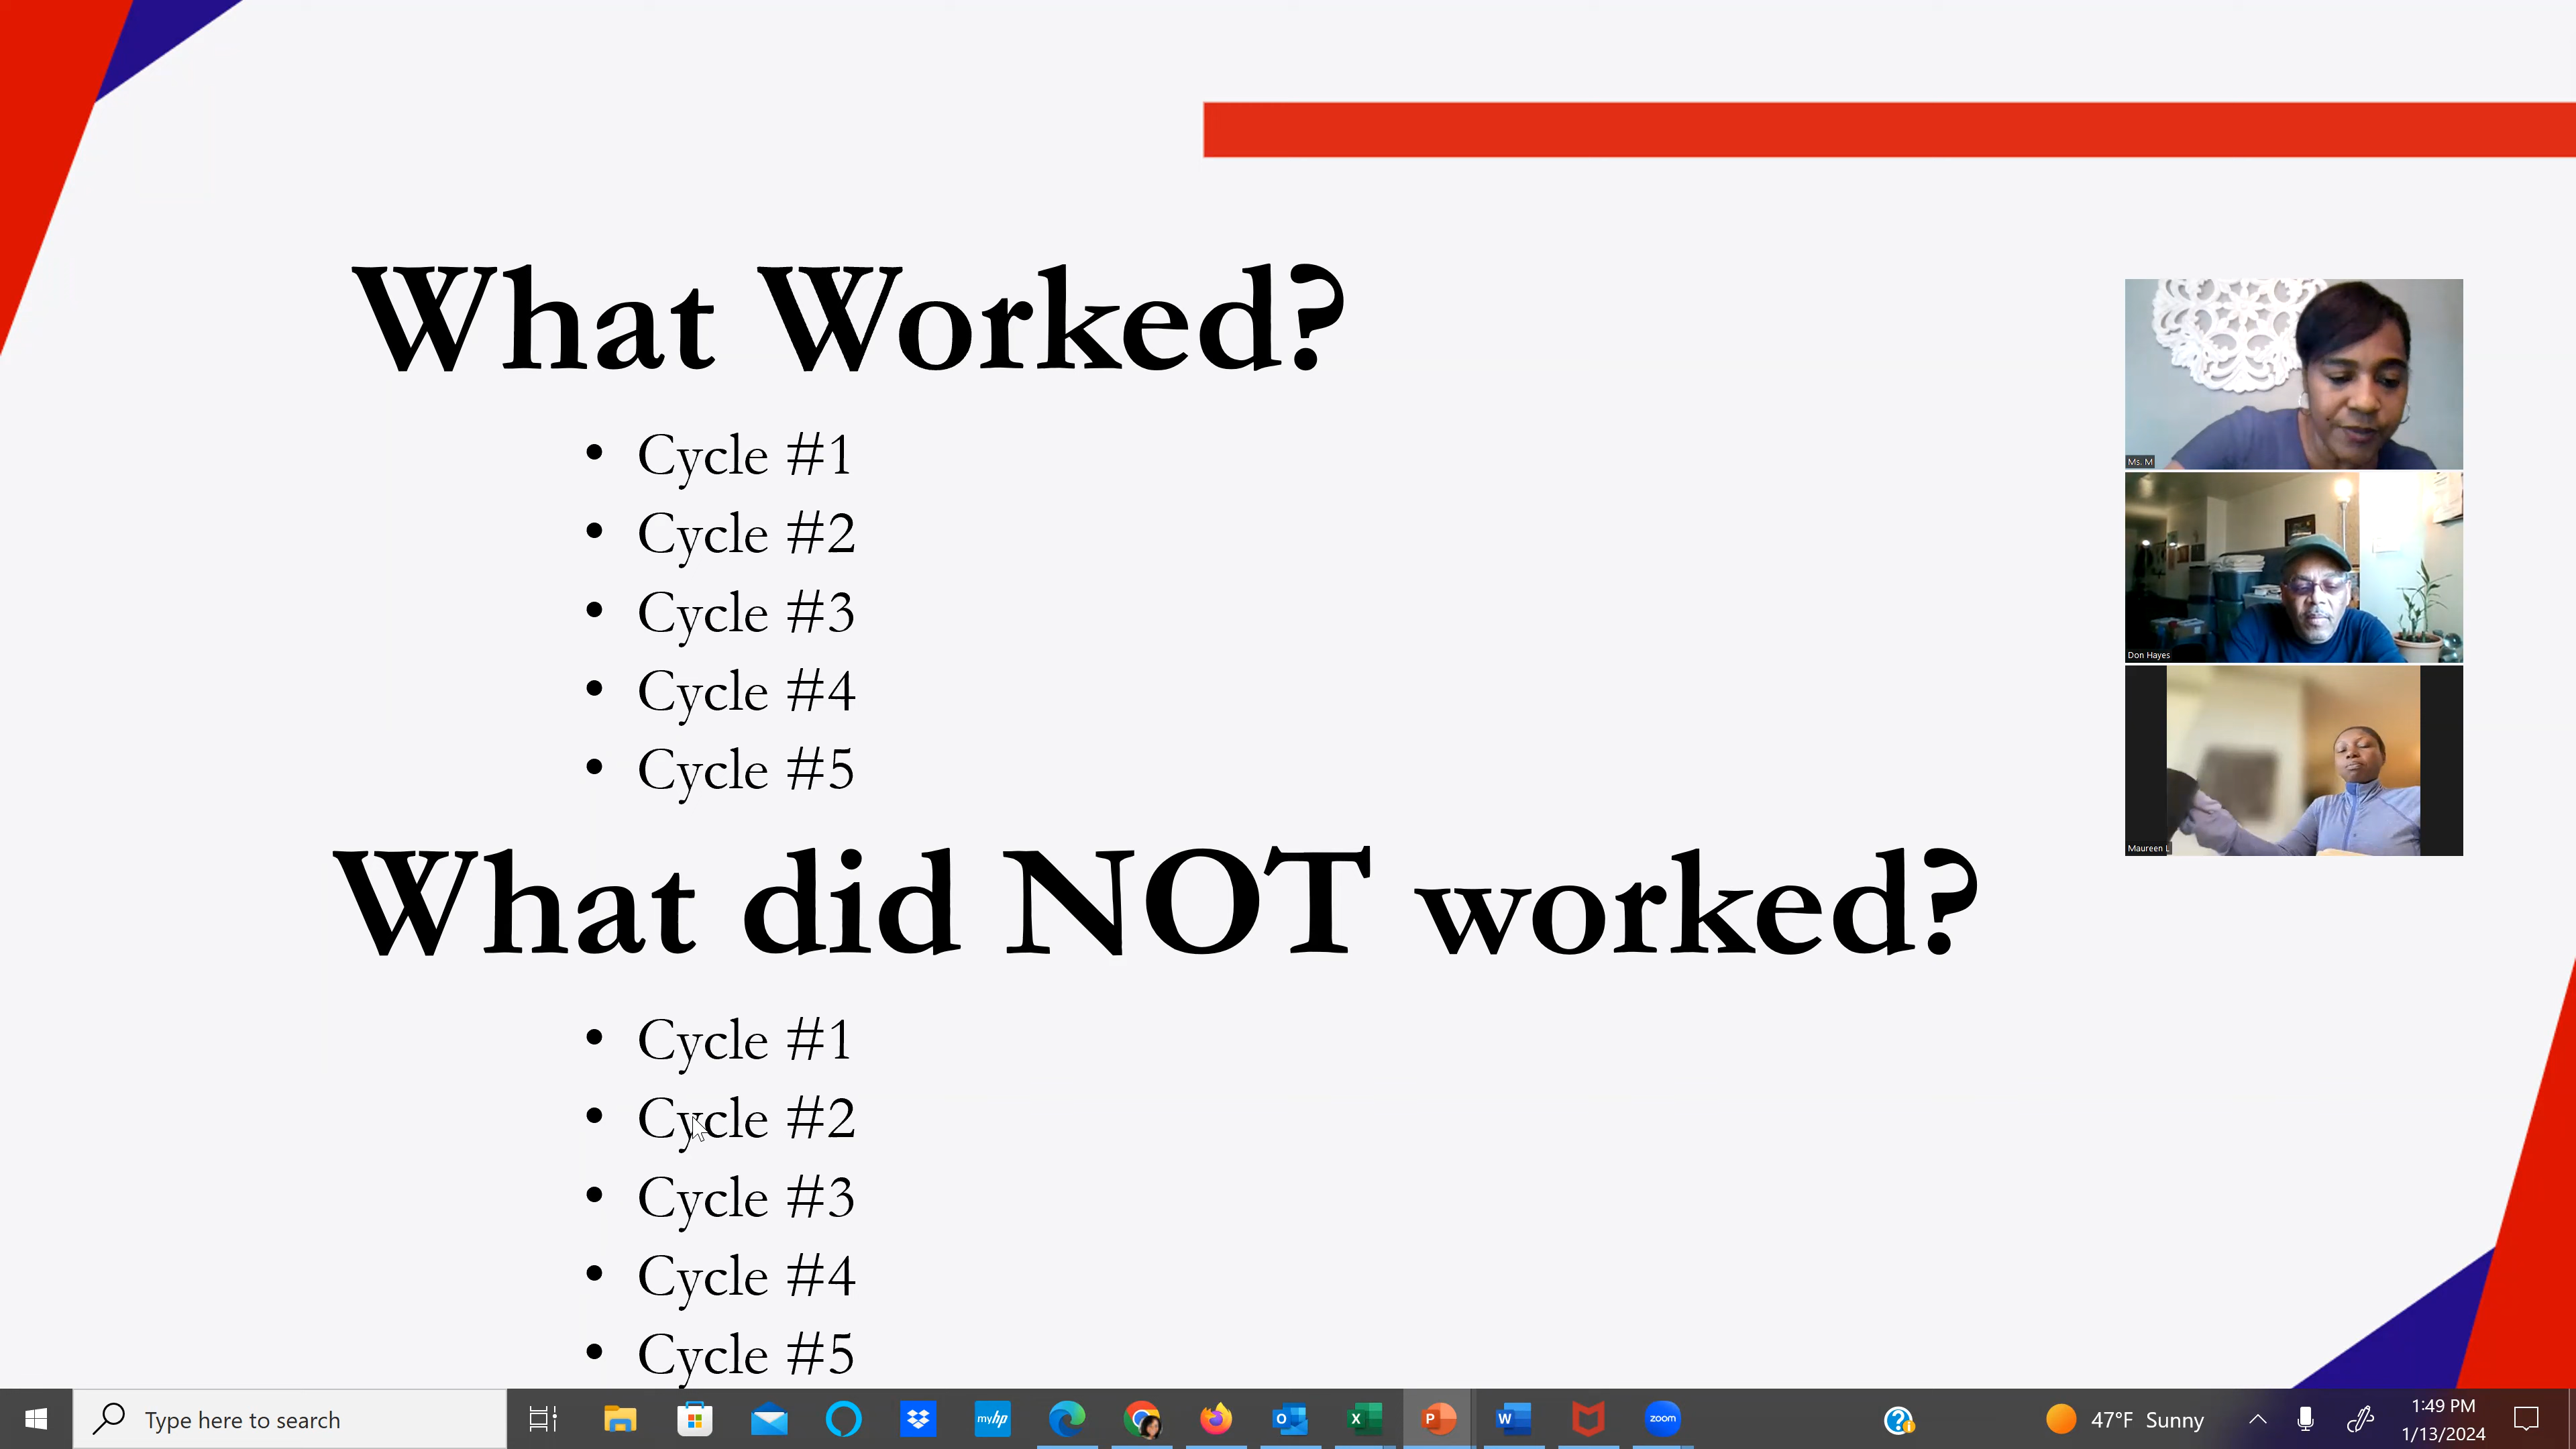 What Worked?
• Cycle #1
• Cycle #2
• Cycle #3
• Cycle #4
• Cycle #5
What did NOT worked?
• Cycle #1
• Cycle #2
• Cycle #3
• Cycle #4
• Cycle #5
Ms. M
Don Hayes
Maureen L
Type here to search
myhp
zoom
47°F Sunny
1:49 PM
1/13/2024